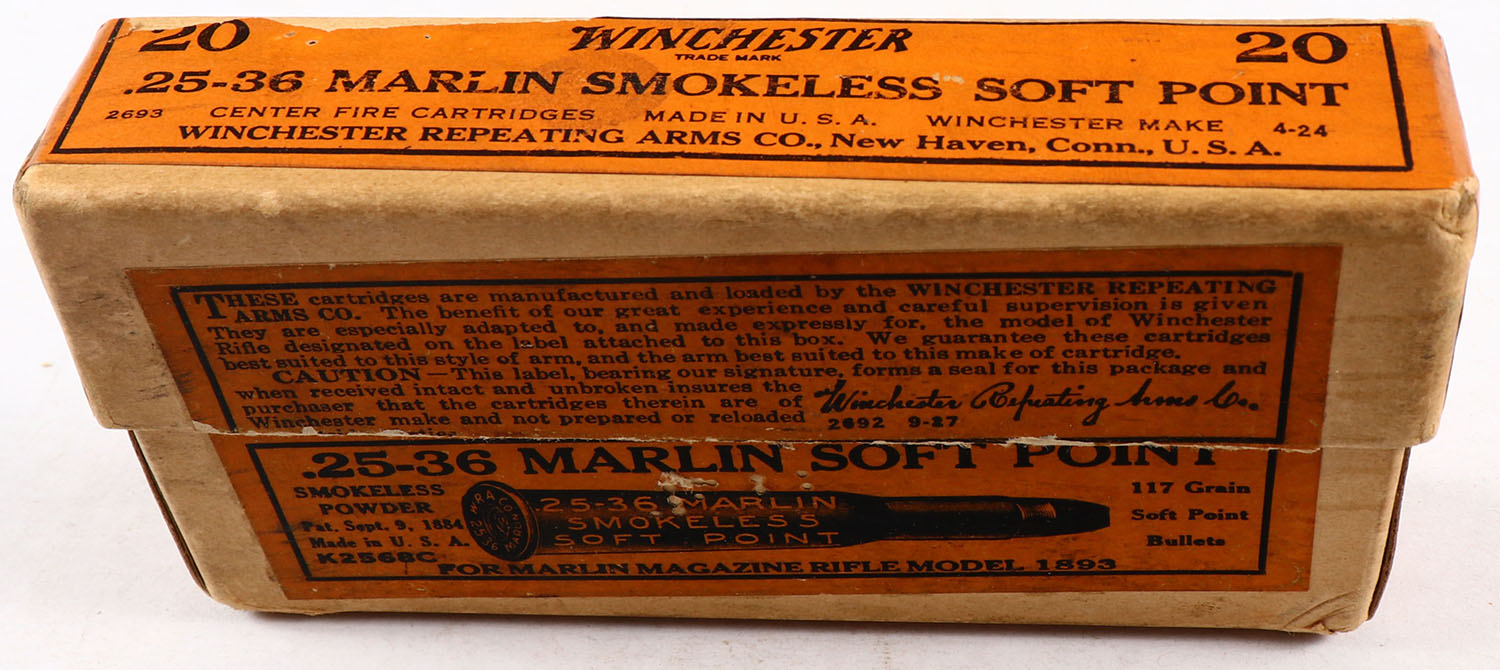 20 WINCHESTER 20
TRADE MARK
.25-36 MARLIN SMOKELESS SOFT POINT
2693 CENTER FIRE CARTRIDGES MADE IN U. S. A. WINCHESTER MAKE 4-24
WINCHESTER REPEATING ARMS CO., New Haven, Conn., U. S. A.
THESE cartridges are manufactured and loaded by the WINCHESTER REPEATING
ARMS CO. The benefit of our great experience and careful supervision is given
They are especially adapted to, and made expressly for, the model of Winchester
Rifle designated on the label attached to this box. We guarantee these cartridges
best suited to this style of arm, and the arm best suited to this make of cartridge.
CAUTION—This label, bearing our signature, forms a seal for this package and
when received intact and unbroken insures the
purchaser that the cartridges therein are of
Winchester make and not prepared or reloaded
Winchester Repeating Arms Co.
2692 9-27
.25-36 MARLIN SOFT POINT
SMOKELESS
POWDER
Pat. Sept. 9, 1884
Made in U. S. A.
K2568C
W.R.A.CO.
25-36
MARLIN
.25-36 MARLIN
SMOKELESS
SOFT POINT
117 Grain
Soft Point
Bullets
FOR MARLIN MAGAZINE RIFLE MODEL 1893